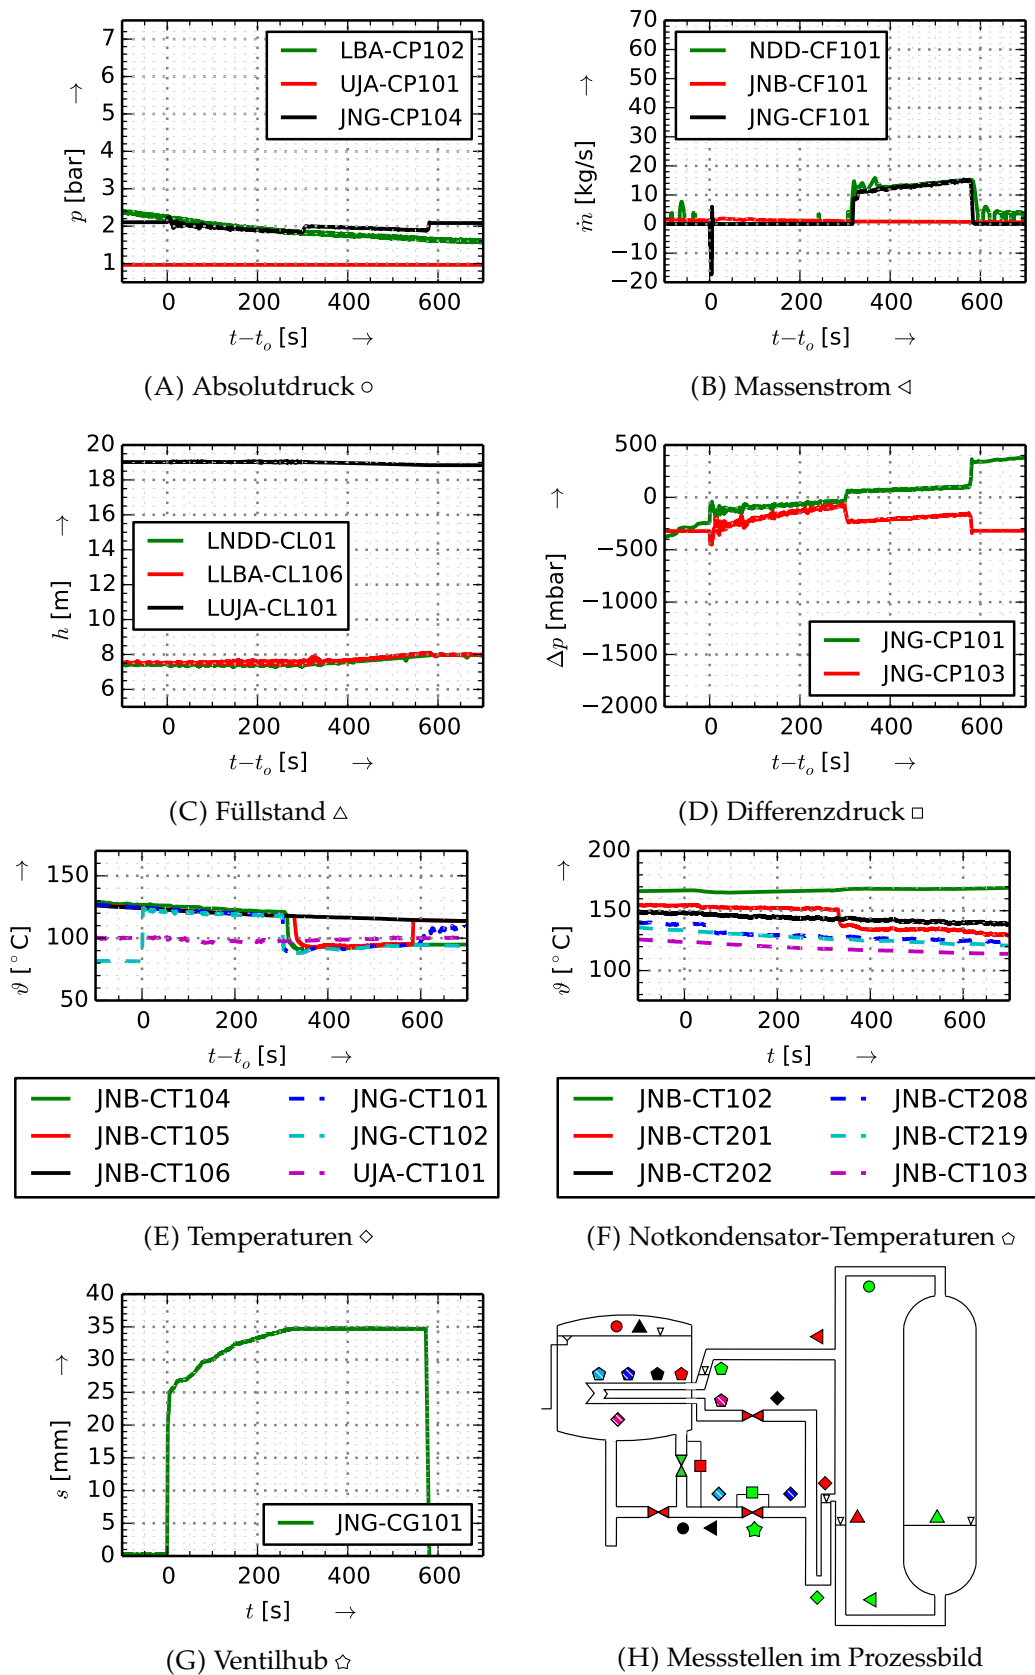 7
6
5
4
3
2
1
p [bar] →
LBA-CP102
UJA-CP101
JNG-CP104
0 200 400 600
t−t_o [s] →
(A) Absolutdruck ○
70
60
50
40
30
20
10
0
−10
−20
ṁ [kg/s] →
NDD-CF101
JNB-CF101
JNG-CF101
0 200 400 600
t−t_o [s] →
(B) Massenstrom ◁
20
18
16
14
12
10
8
6
h [m] →
LNDD-CL01
LLBA-CL106
LUJA-CL101
0 200 400 600
t−t_o [s] →
(C) Füllstand △
500
0
−500
−1000
−1500
−2000
Δp [mbar] →
JNG-CP101
JNG-CP103
0 200 400 600
t−t_o [s] →
(D) Differenzdruck □
150
100
50
ϑ [°C] →
0 200 400 600
t−t_o [s] →
JNB-CT104 JNG-CT101
JNB-CT105 JNG-CT102
JNB-CT106 UJA-CT101
(E) Temperaturen ◇
200
150
100
ϑ [°C] →
0 200 400 600
t [s] →
JNB-CT102 JNB-CT208
JNB-CT201 JNB-CT219
JNB-CT202 JNB-CT103
(F) Notkondensator-Temperaturen ⬠
40
35
30
25
20
15
10
5
0
s [mm] →
JNG-CG101
0 200 400 600
t [s] →
(G) Ventilhub ☆
(H) Messstellen im Prozessbild